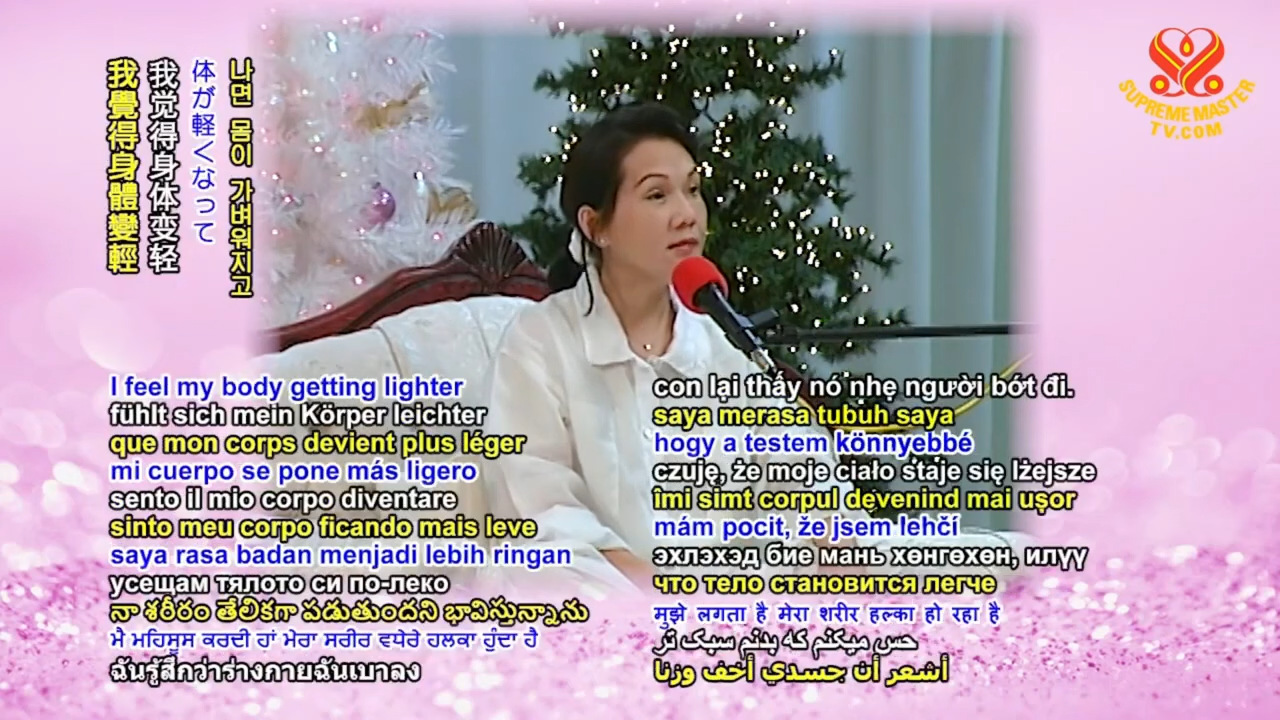 나면 몸이 가벼워지고
体が軽くなって
我觉得身体变轻
我覺得身體變輕
SUPREME MASTER
TV.COM
I feel my body getting lighter
fühlt sich mein Körper leichter
que mon corps devient plus léger
mi cuerpo se pone más ligero
sento il mio corpo diventare
sinto meu corpo ficando mais leve
saya rasa badan menjadi lebih ringan
усещам тялото си по-леко
నా శరీరం తేలికగా పడుతుందని భావిస్తున్నాను
ਮੈ ਮਹਿਸੂਸ ਕਰਦੀ ਹਾਂ ਮੇਰਾ ਸਰੀਰ ਵਧੇਰੇ ਹਲਕਾ ਹੁੰਦਾ ਹੈ
ฉันรู้สึกว่าร่างกายฉันเบาลง
con lại thấy nó nhẹ người bớt đi.
saya merasa tubuh saya
hogy a testem könnyebbé
czuję, że moje ciało staje się lżejsze
îmi simt corpul devenind mai ușor
mám pocit, že jsem lehčí
эхлэхэд бие мань хөнгөхөн, илүү
что тело становится легче
मुझे लगता है मेरा शरीर हल्का हो रहा है
حس میکنم که بدنم سبک تر
أشعر أن جسدي أخف وزنا